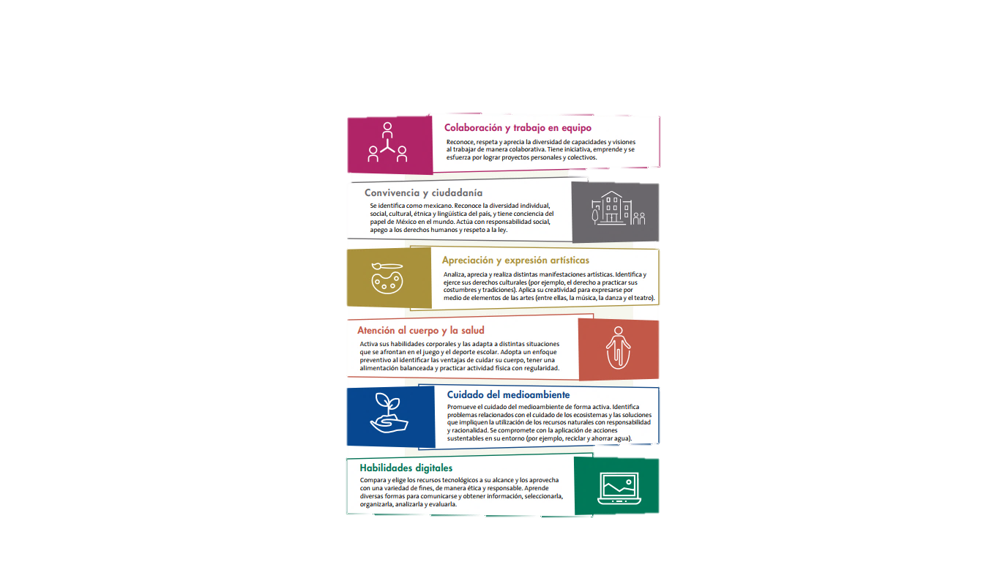 Colaboración y trabajo en equipo
Reconoce, respeta y aprecia la diversidad de capacidades y visiones
al trabajar de manera colaborativa. Tiene iniciativa, emprende y se
esfuerza por lograr proyectos personales y colectivos.
Convivencia y ciudadanía
Se identifica como mexicano. Reconoce la diversidad individual,
social, cultural, étnica y lingüística del país, y tiene conciencia del
papel de México en el mundo. Actúa con responsabilidad social,
apego a los derechos humanos y respeto a la ley.
Apreciación y expresión artísticas
Analiza, aprecia y realiza distintas manifestaciones artísticas. Identifica y
ejerce sus derechos culturales (por ejemplo, el derecho a practicar sus
costumbres y tradiciones). Aplica su creatividad para expresarse por
medio de elementos de las artes (entre ellas, la música, la danza y el teatro).
Atención al cuerpo y la salud
Activa sus habilidades corporales y las adapta a distintas situaciones
que se afrontan en el juego y el deporte escolar. Adopta un enfoque
preventivo al identificar las ventajas de cuidar su cuerpo, tener una
alimentación balanceada y practicar actividad física con regularidad.
Cuidado del medioambiente
Promueve el cuidado del medioambiente de forma activa. Identifica
problemas relacionados con el cuidado de los ecosistemas y las soluciones
que impliquen la utilización de los recursos naturales con responsabilidad
y racionalidad. Se compromete con la aplicación de acciones
sustentables en su entorno (por ejemplo, reciclar y ahorrar agua).
Habilidades digitales
Compara y elige los recursos tecnológicos a su alcance y los aprovecha
con una variedad de fines, de manera ética y responsable. Aprende
diversas formas para comunicarse y obtener información, seleccionarla,
organizarla, analizarla y evaluarla.